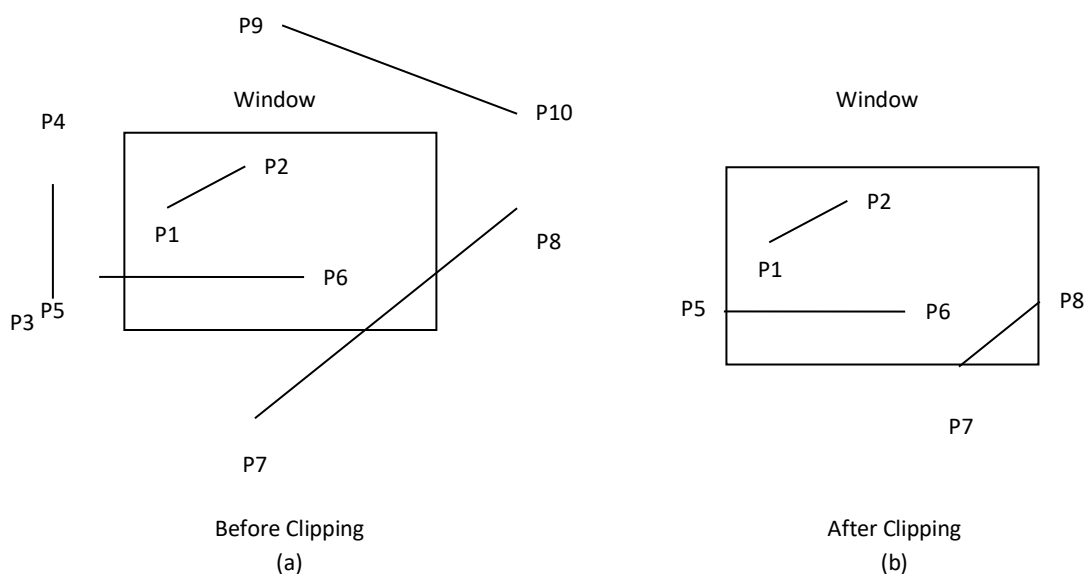 P9
Window
P10
P4
P2
P1
P8
P6
P5
P3
P7
Before Clipping
(a)
Window
P2
P1
P5
P6
P8
P7
After Clipping
(b)